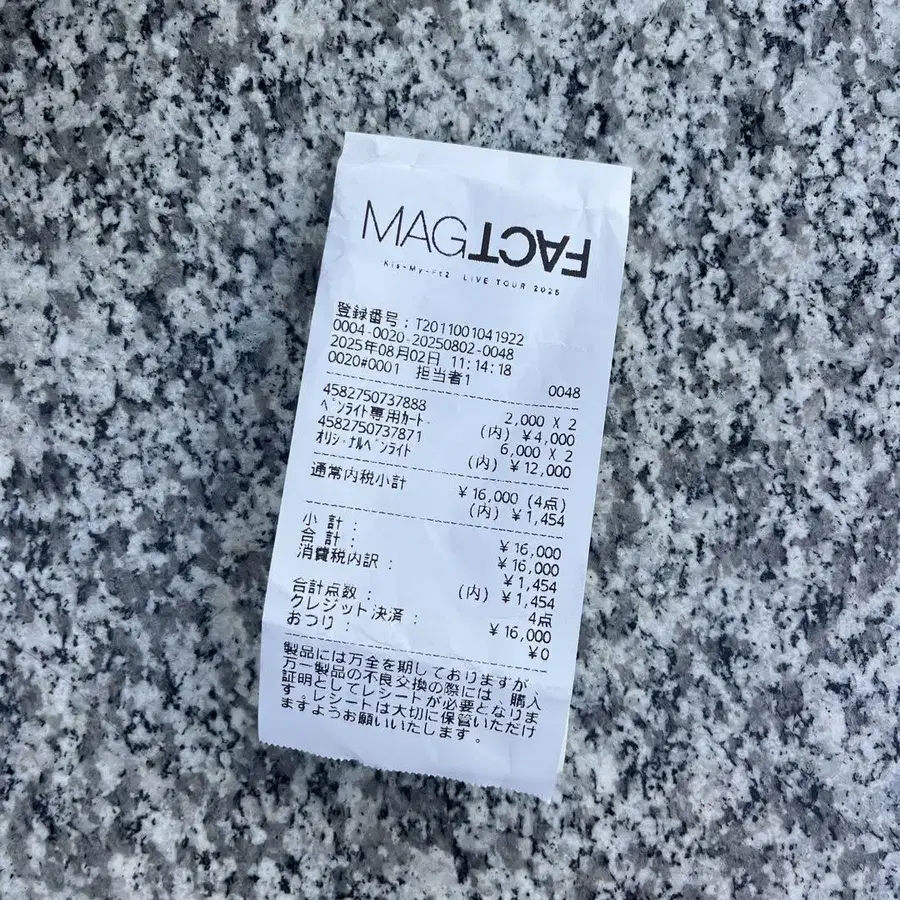 MAGFACT
Kis-My-Ft2 LIVE TOUR 2025
登録番号：T2011001041922
0004-0020-20250802-0048
2025年08月02日 11:14:18
0020#0001 担当者1 0048
4582750737888 2,000 X 2
ﾍﾟﾝﾗｲﾄ専用ｶｰﾄﾞ (内) ¥4,000
4582750737871 6,000 X 2
ｵﾘｼﾞﾅﾙﾍﾟﾝﾗｲﾄ (内) ¥12,000
通常内税小計 ¥16,000 (4点)
(内) ¥1,454
小 計： ¥16,000
合 計： ¥16,000
消費税内訳： ¥1,454
(内) ¥1,454
合計点数： 4点
クレジット決済： ¥16,000
おつり： ¥0
製品には万全を期しておりますが、
万一製品の不良交換の際には、購入
証明としてレシートが必要となりま
す。レシートは大切に保管いただけ
ますようお願いいたします。